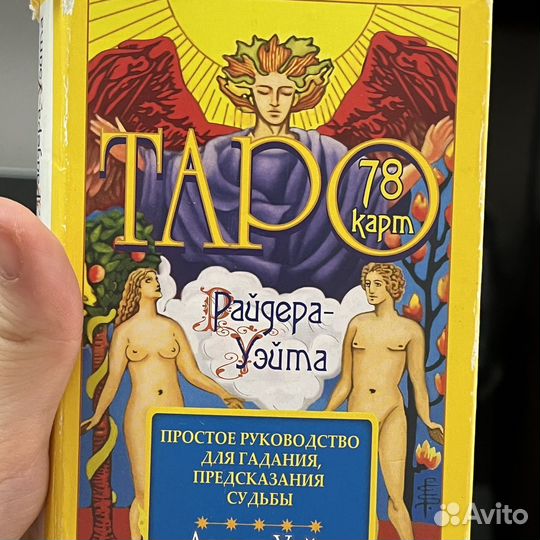 ТАРО
78
карт
Райдера-
Уэйта
ПРОСТОЕ РУКОВОДСТВО
ДЛЯ ГАДАНИЯ,
ПРЕДСКАЗАНИЯ
СУДЬБЫ
Avito